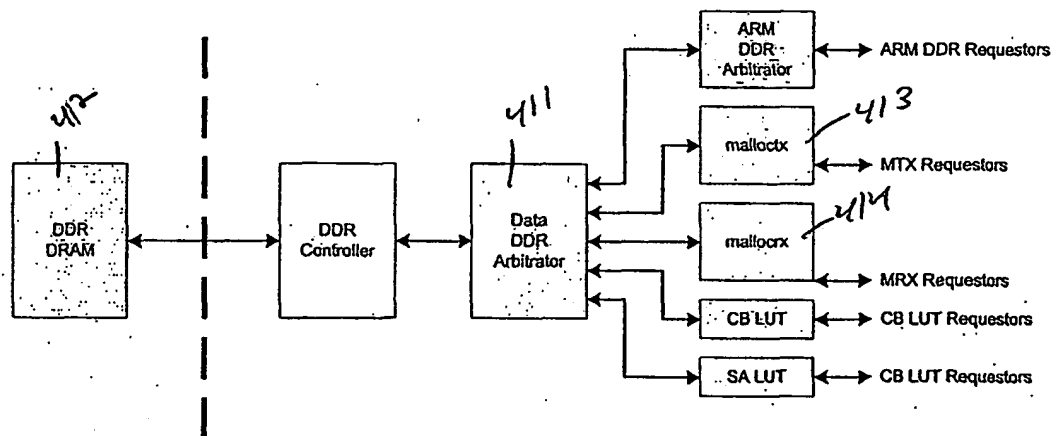 ARM
DDR
Arbitrator
ARM DDR Requestors
412
411
413
malloctx
MTX Requestors
414
DDR
DRAM
DDR
Controller
Data
DDR
Arbitrator
mallocrx
MRX Requestors
CB LUT
CB LUT Requestors
SA LUT
CB LUT Requestors